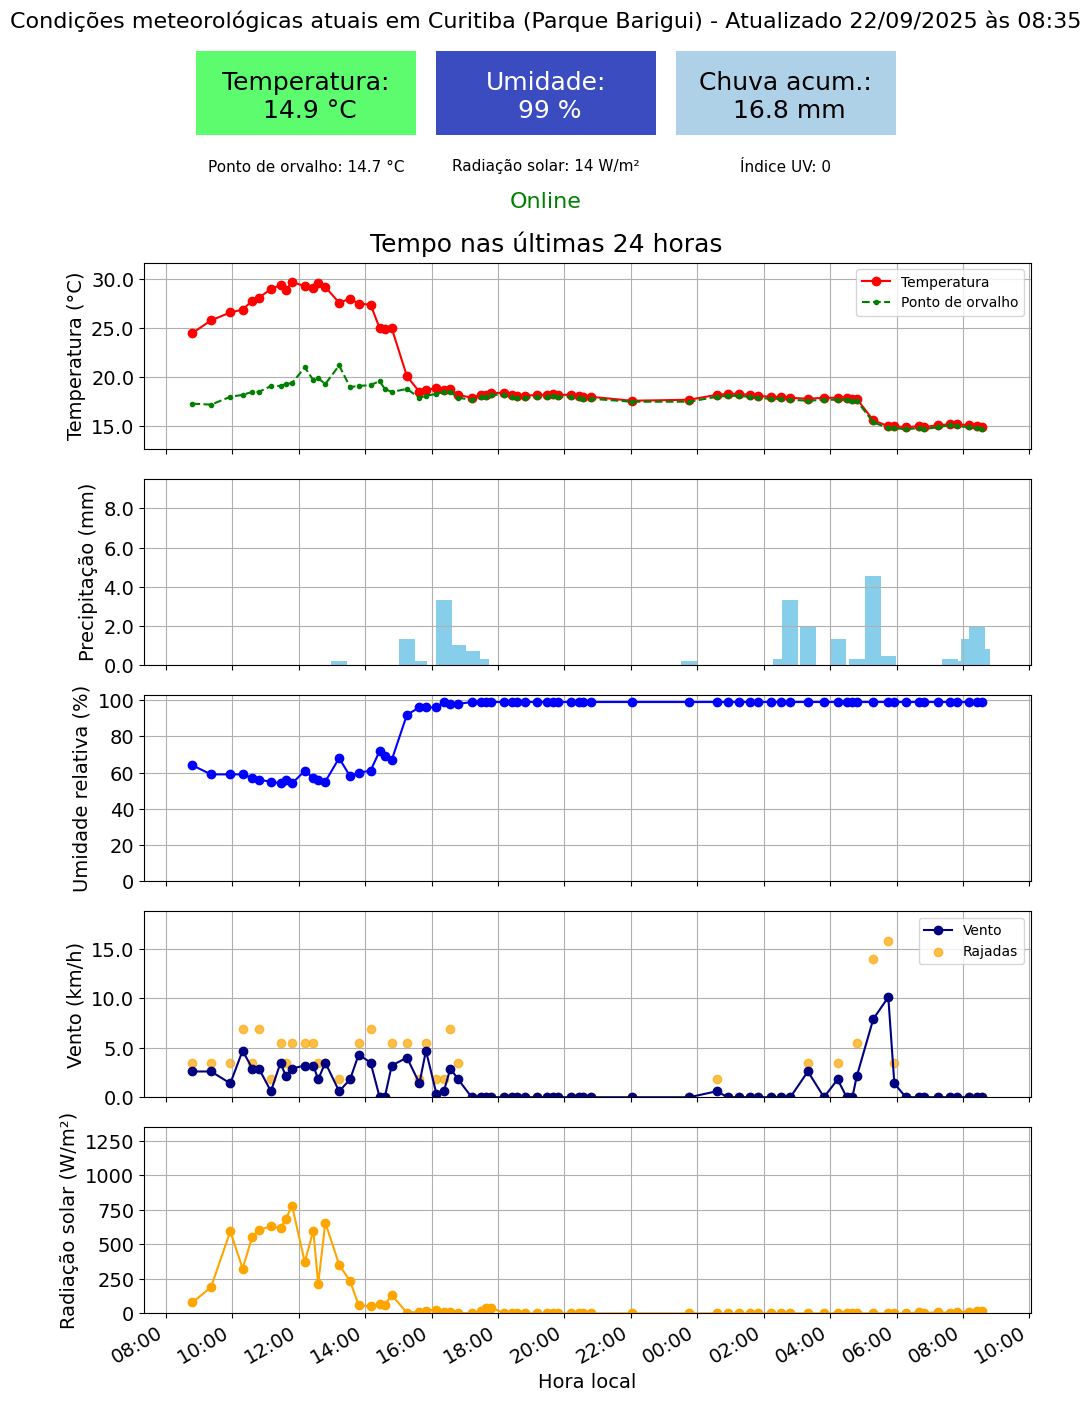 Condições meteorológicas atuais em Curitiba (Parque Barigui) - Atualizado 22/09/2025 às 08:35
Temperatura:
14.9 °C
Umidade:
99 %
Chuva acum.:
16.8 mm
Ponto de orvalho: 14.7 °C
Radiação solar: 14 W/m²
Índice UV: 0
Online
Tempo nas últimas 24 horas
Temperatura (°C)
30.0
25.0
20.0
15.0
Temperatura
Ponto de orvalho
Precipitação (mm)
8.0
6.0
4.0
2.0
0.0
Umidade relativa (%)
100
80
60
40
20
0
Vento (km/h)
15.0
10.0
5.0
0.0
Vento
Rajadas
Radiação solar (W/m²)
1250
1000
750
500
250
0
08:00
10:00
12:00
14:00
16:00
18:00
20:00
22:00
00:00
02:00
04:00
06:00
08:00
10:00
Hora local